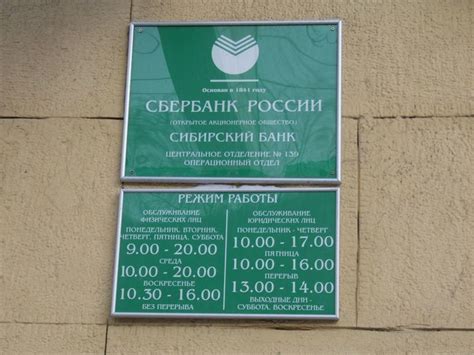 Основан в 1841 году
СБЕРБАНК РОССИИ
(ОТКРЫТОЕ АКЦИОНЕРНОЕ ОБЩЕСТВО)
СИБИРСКИЙ БАНК
ЦЕНТРАЛЬНОЕ ОТДЕЛЕНИЕ № 139
ОПЕРАЦИОННЫЙ ОТДЕЛ
РЕЖИМ РАБОТЫ
ОБСЛУЖИВАНИЕ
ФИЗИЧЕСКИХ ЛИЦ
ПОНЕДЕЛЬНИК, ВТОРНИК,
ЧЕТВЕРГ, ПЯТНИЦА, СУББОТА
9.00 - 20.00
СРЕДА
10.00 - 20.00
ВОСКРЕСЕНЬЕ
10.30 - 16.00
БЕЗ ПЕРЕРЫВА
ОБСЛУЖИВАНИЕ
ЮРИДИЧЕСКИХ ЛИЦ
ПОНЕДЕЛЬНИК - ЧЕТВЕРГ
10.00 - 17.00
ПЯТНИЦА
10.00 - 16.00
ПЕРЕРЫВ
13.00 - 14.00
ВЫХОДНЫЕ ДНИ -
СУББОТА, ВОСКРЕСЕНЬЕ